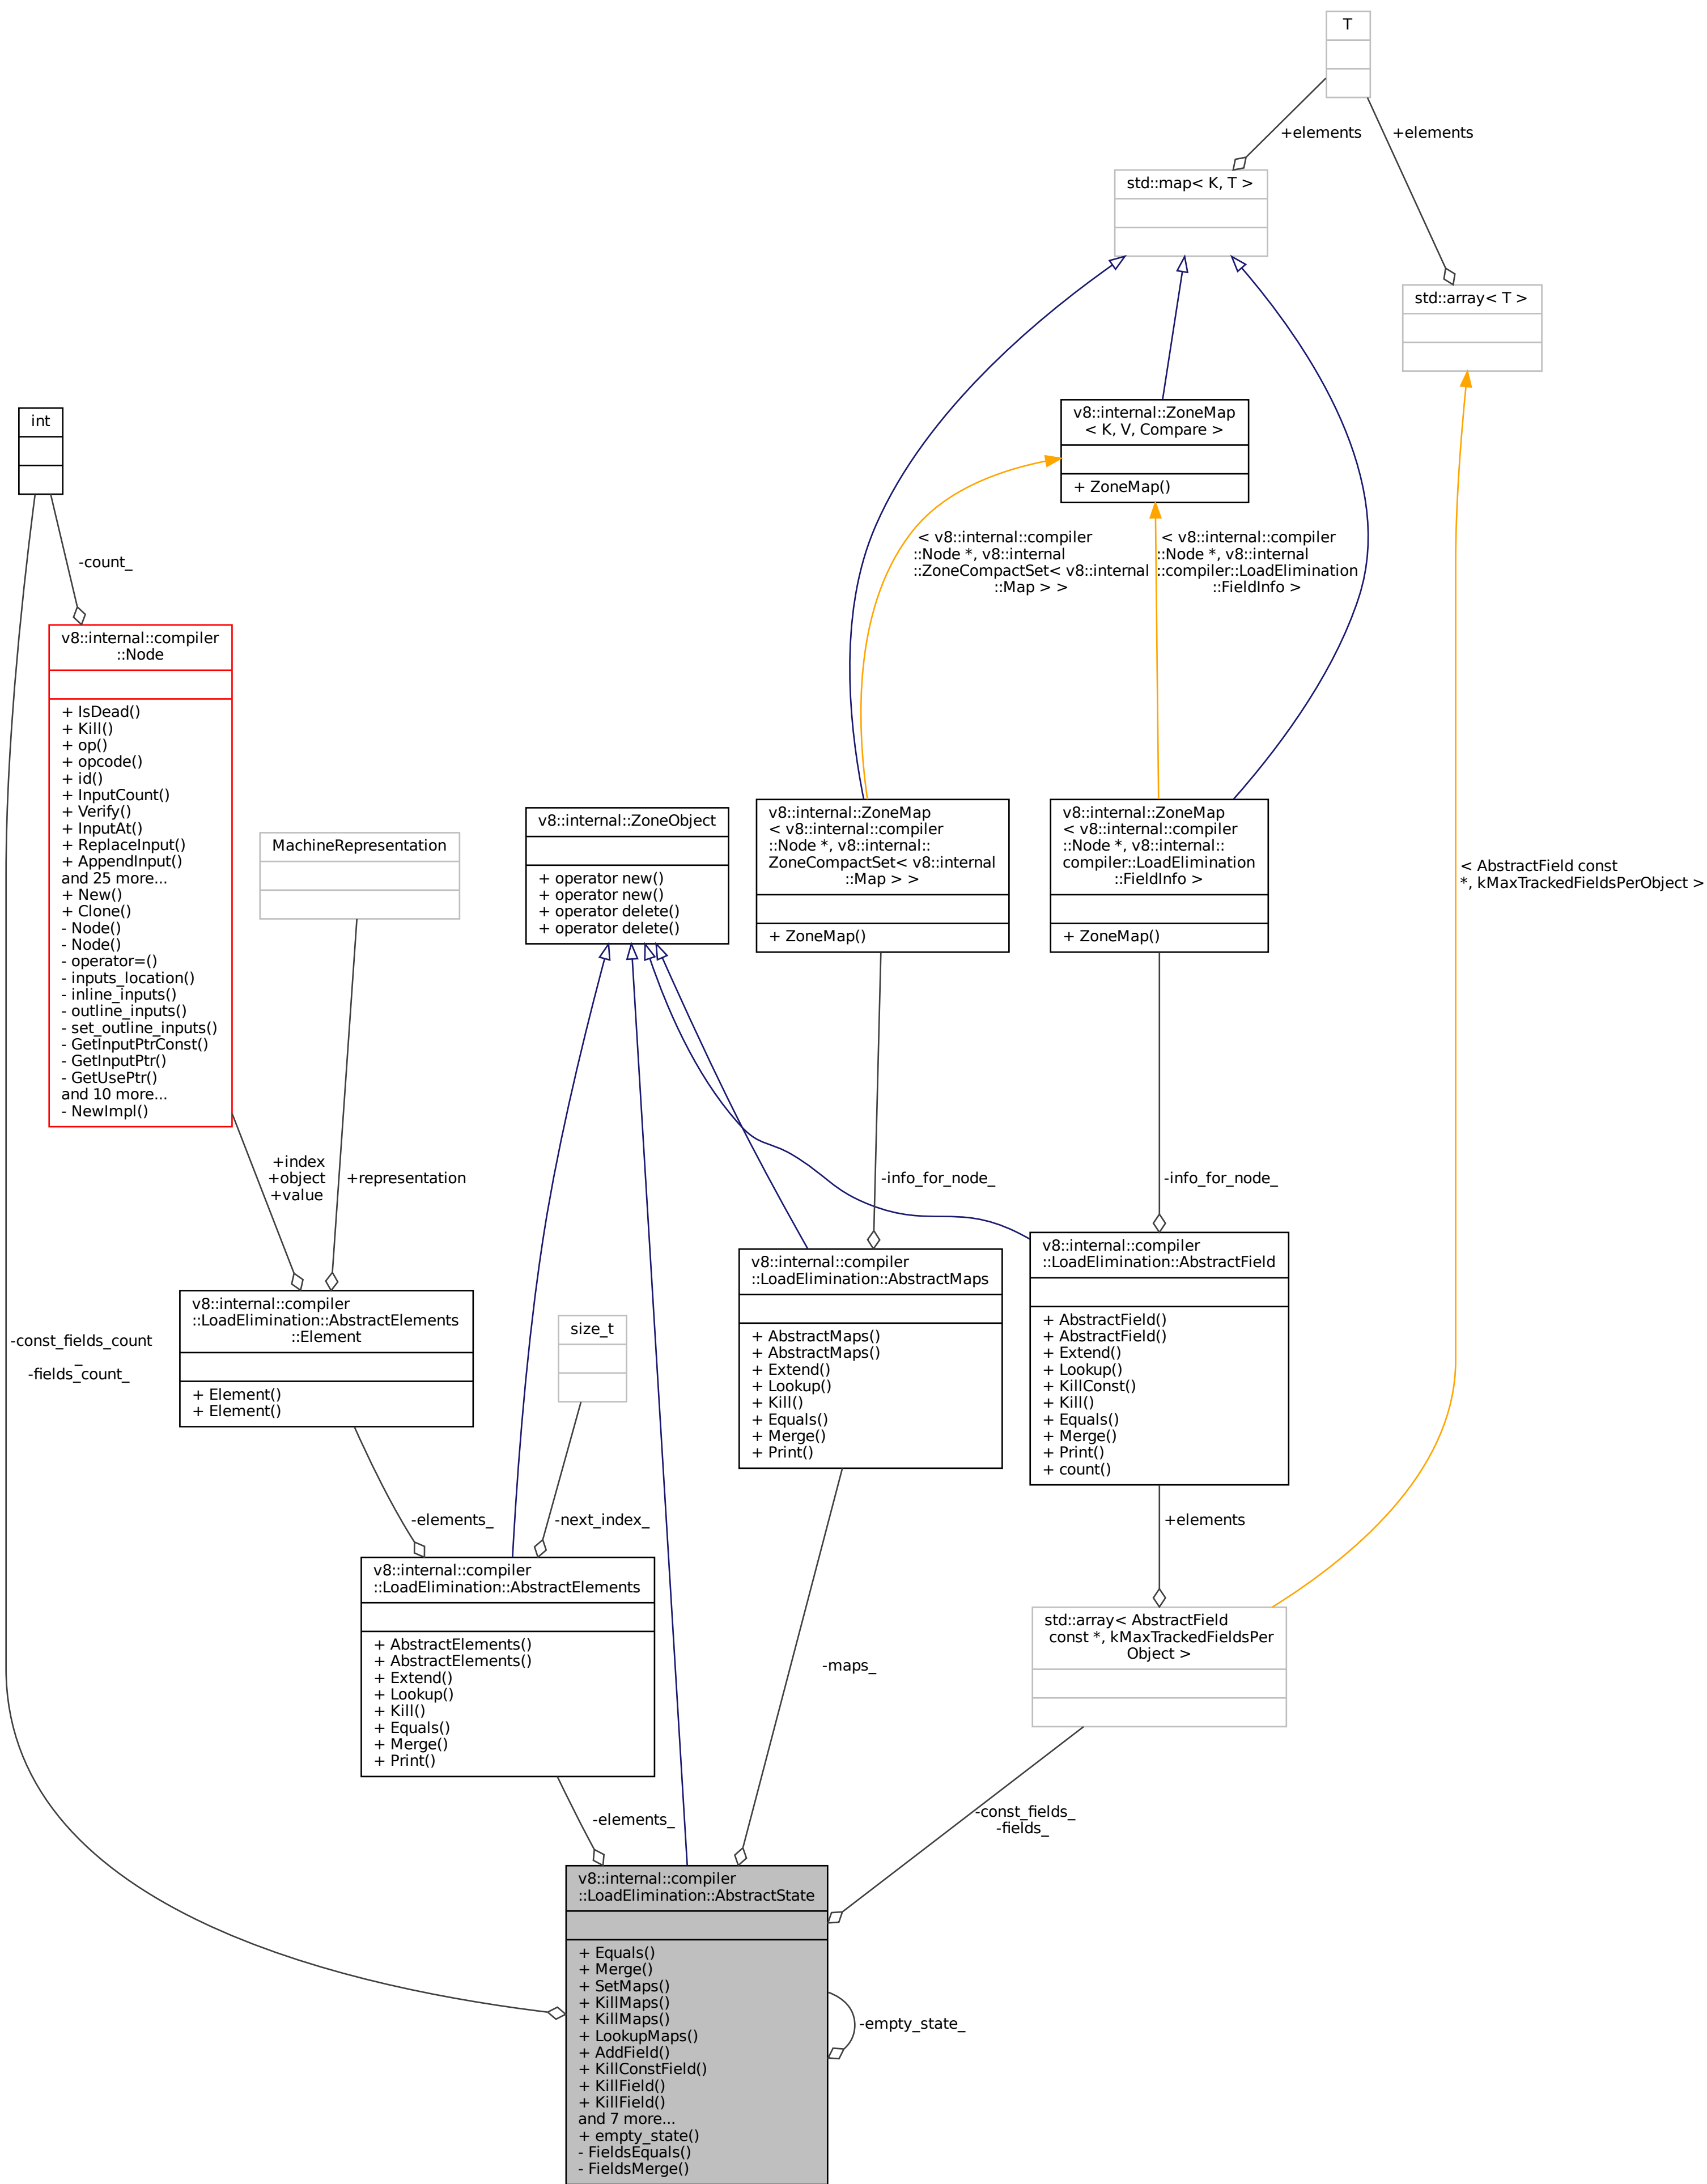 T
+elements
+elements
std::map< K, T >
std::array< T >
v8::internal::ZoneMap
< K, V, Compare >
+ ZoneMap()
int
-count_
< v8::internal::compiler
::Node *, v8::internal
::ZoneCompactSet< v8::internal
::Map > >
< v8::internal::compiler
::Node *, v8::internal
::compiler::LoadElimination
::FieldInfo >
v8::internal::compiler
::Node
+ IsDead()
+ Kill()
+ op()
+ opcode()
+ id()
+ InputCount()
+ Verify()
+ InputAt()
+ ReplaceInput()
+ AppendInput()
and 25 more...
+ New()
+ Clone()
- Node()
- Node()
- operator=()
- inputs_location()
- inline_inputs()
- outline_inputs()
- set_outline_inputs()
- GetInputPtrConst()
- GetInputPtr()
- GetUsePtr()
and 10 more...
- NewImpl()
MachineRepresentation
v8::internal::ZoneObject
+ operator new()
+ operator new()
+ operator delete()
+ operator delete()
v8::internal::ZoneMap
< v8::internal::compiler
::Node *, v8::internal::
ZoneCompactSet< v8::internal
::Map > >
+ ZoneMap()
v8::internal::ZoneMap
< v8::internal::compiler
::Node *, v8::internal::
compiler::LoadElimination
::FieldInfo >
+ ZoneMap()
< AbstractField const
*, kMaxTrackedFieldsPerObject >
+index
+object
+value
+representation
-info_for_node_
-info_for_node_
-const_fields_count
_
-fields_count_
v8::internal::compiler
::LoadElimination::AbstractElements
::Element
+ Element()
+ Element()
size_t
v8::internal::compiler
::LoadElimination::AbstractMaps
+ AbstractMaps()
+ AbstractMaps()
+ Extend()
+ Lookup()
+ Kill()
+ Equals()
+ Merge()
+ Print()
v8::internal::compiler
::LoadElimination::AbstractField
+ AbstractField()
+ AbstractField()
+ Extend()
+ Lookup()
+ KillConst()
+ Kill()
+ Equals()
+ Merge()
+ Print()
+ count()
-elements_
-next_index_
+elements
v8::internal::compiler
::LoadElimination::AbstractElements
+ AbstractElements()
+ AbstractElements()
+ Extend()
+ Lookup()
+ Kill()
+ Equals()
+ Merge()
+ Print()
-maps_
std::array< AbstractField
const *, kMaxTrackedFieldsPer
Object >
-elements_
-const_fields_
-fields_
v8::internal::compiler
::LoadElimination::AbstractState
+ Equals()
+ Merge()
+ SetMaps()
+ KillMaps()
+ KillMaps()
+ LookupMaps()
+ AddField()
+ KillConstField()
+ KillField()
+ KillField()
and 7 more...
+ empty_state()
- FieldsEquals()
- FieldsMerge()
-empty_state_